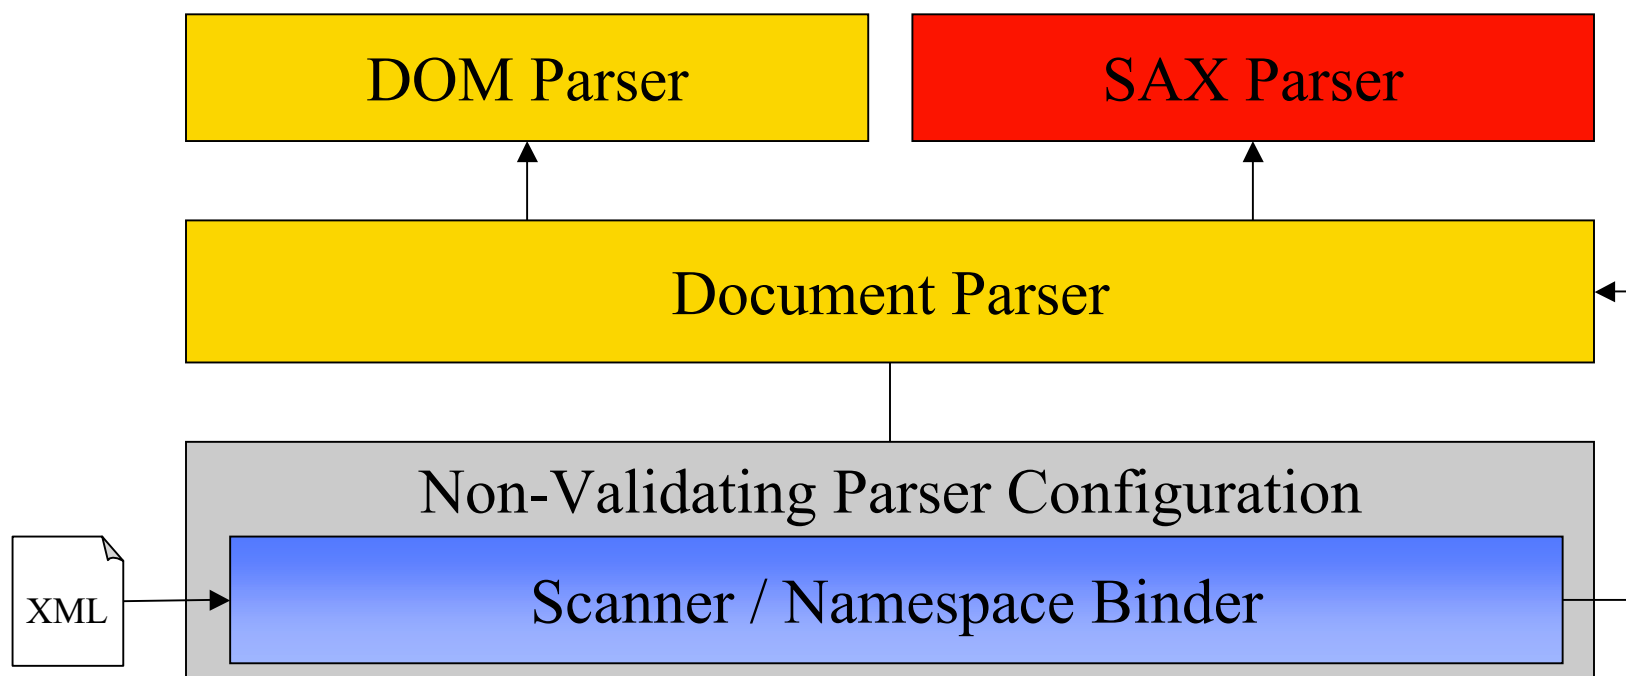 DOM Parser
SAX Parser
Document Parser
Non-Validating Parser Configuration
XML
Scanner / Namespace Binder